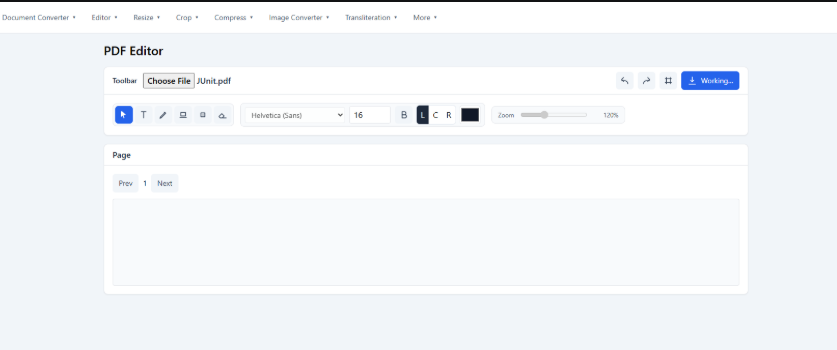 Document Converter ▾ Editor ▾ Resize ▾ Crop ▾ Compress ▾ Image Converter ▾ Transliteration ▾ More ▾
PDF Editor
Toolbar Choose File JUnit.pdf Working...
T Helvetica (Sans) 16 B L C R Zoom 120%
Page
Prev 1 Next